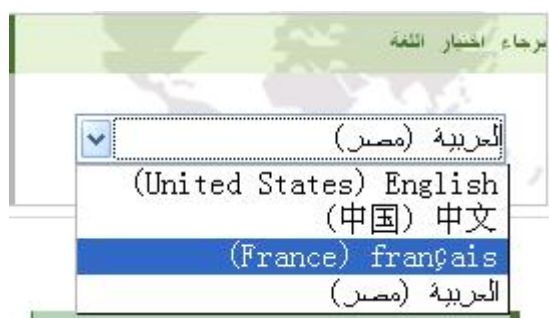 برجاء اختيار اللغة
العربية (مصر)
(United States) English
(中国) 中文
(France) français
العربية (مصر)